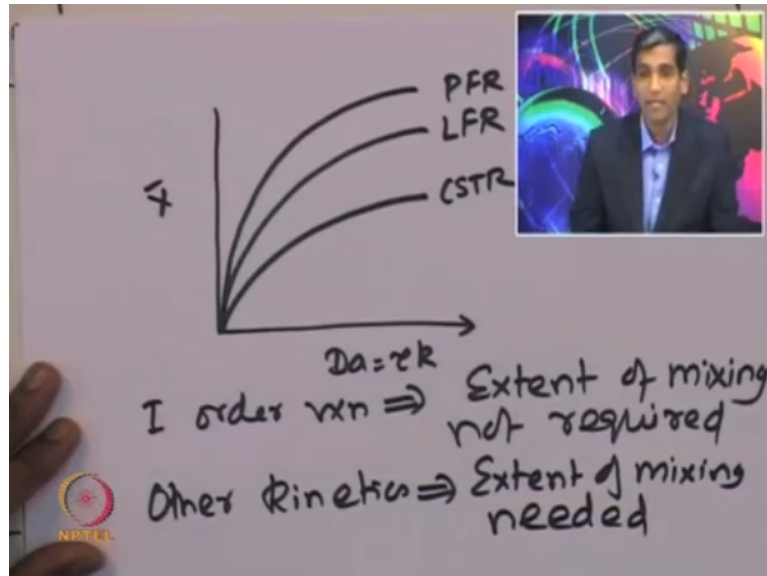 PFR
LFR
CSTR
x̄
Da = τk
I order rxn ⇒ Extent of mixing
not required
Other kinetics ⇒ Extent of mixing
needed
NPTEL